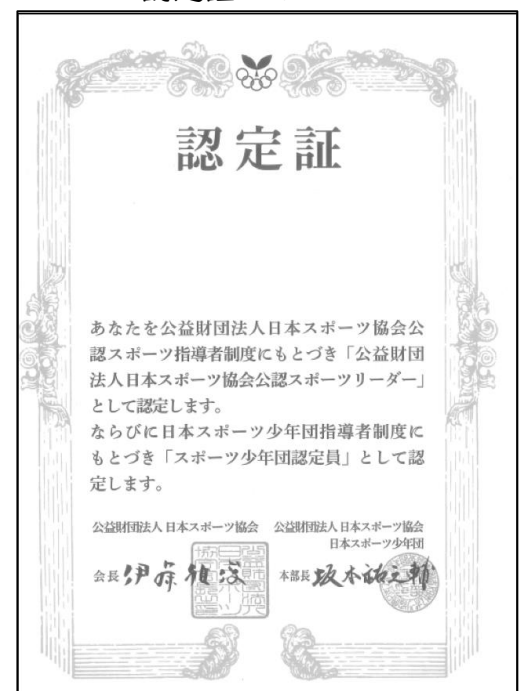 認定証
あなたを公益財団法人日本スポーツ協会公
認スポーツ指導者制度にもとづき「公益財団
法人日本スポーツ協会公認スポーツリーダー」
として認定します。
ならびに日本スポーツ少年団指導者制度に
もとづき「スポーツ少年団認定員」として認
定します。
公益財団法人 日本スポーツ協会
会長 伊藤雅俊
公益財団法人 日本スポーツ協会
日本スポーツ少年団
本部長 坂本祐之輔